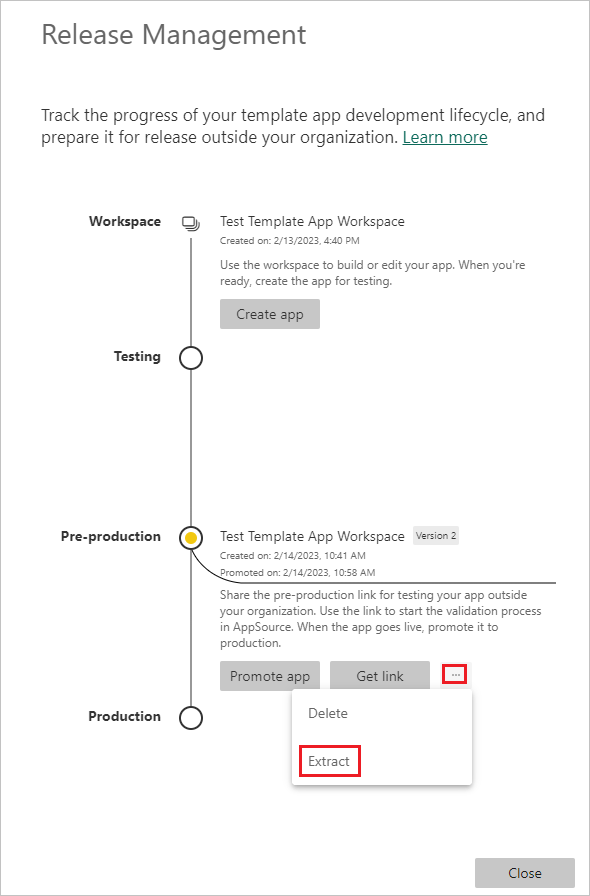 Release Management
Track the progress of your template app development lifecycle, and
prepare it for release outside your organization. Learn more
Workspace
Test Template App Workspace
Created on: 2/13/2023, 4:40 PM
Use the workspace to build or edit your app. When you're
ready, create the app for testing.
Create app
Testing
Pre-production
Test Template App Workspace Version 2
Created on: 2/14/2023, 10:41 AM
Promoted on: 2/14/2023, 10:58 AM
Share the pre-production link for testing your app outside
your organization. Use the link to start the validation process
in AppSource. When the app goes live, promote it to
production.
Promote app Get link ...
Production
Delete
Extract
Close